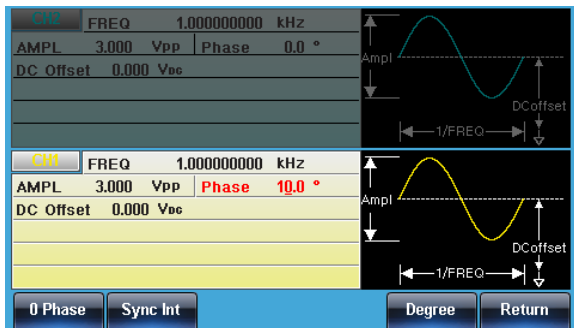 CH2 FREQ 1.000000000 kHz
AMPL 3.000 Vpp Phase 0.0 °
DC Offset 0.000 VDC
Ampl
DCoffset
1/FREQ
CH1 FREQ 1.000000000 kHz
AMPL 3.000 Vpp Phase 10.0 °
DC Offset 0.000 VDC
Ampl
DCoffset
1/FREQ
0 Phase Sync Int Degree Return